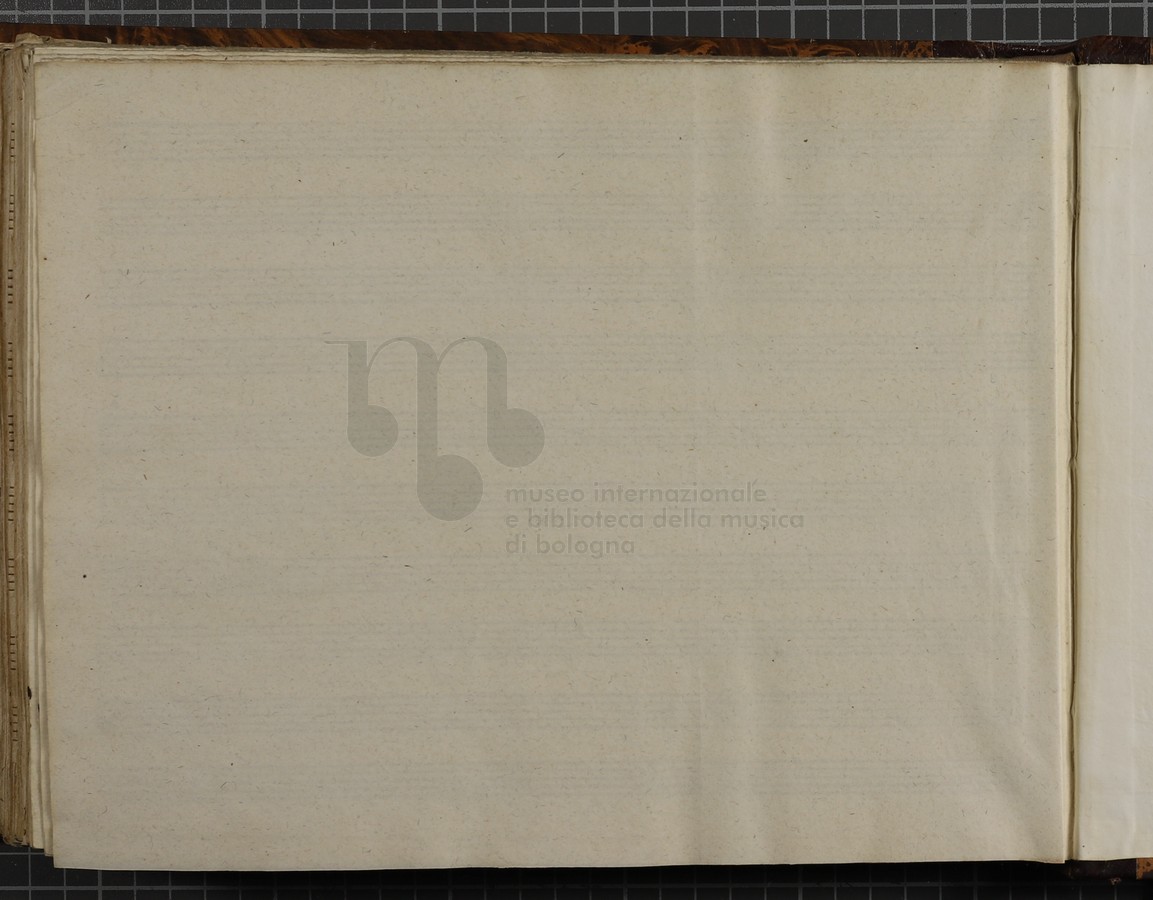 museo internazionale
e biblioteca della musica
di bologna